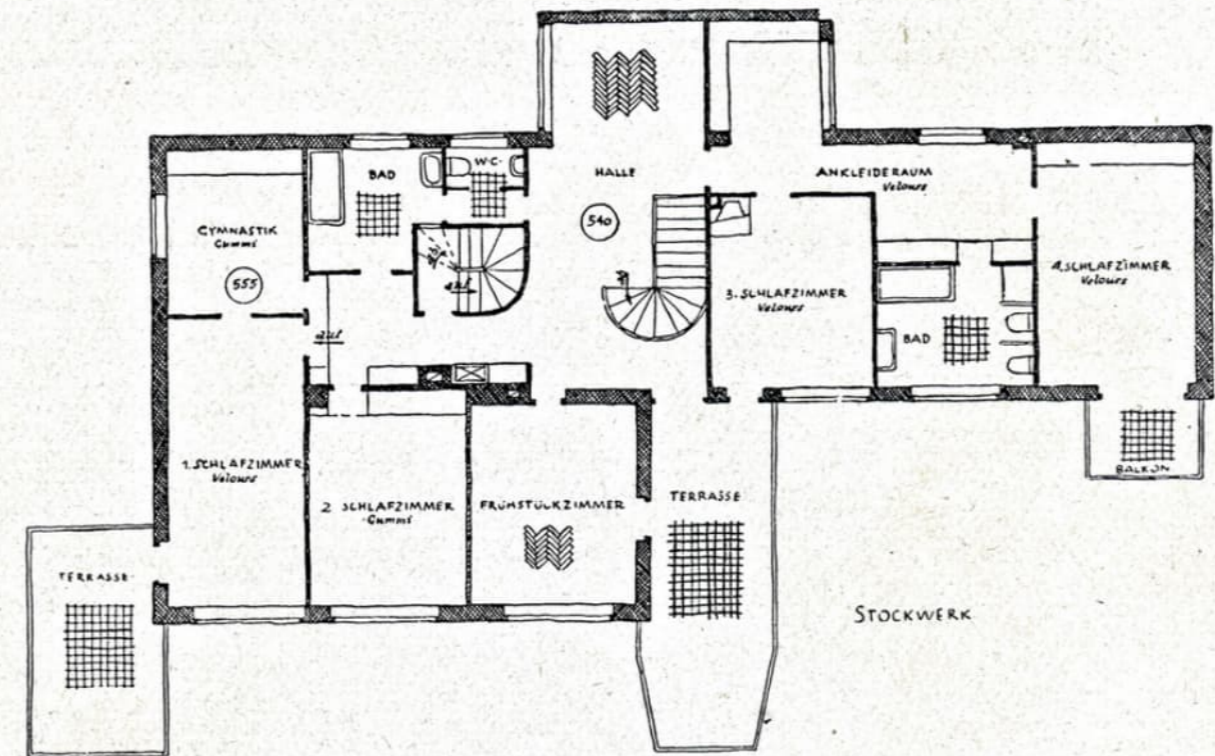 BAD
W·C·
HALLE
ANKLEIDERAUM
Velours
GYMNASTIK
Gummi
540
4. SCHLAFZIMMER
Velours
555
3. SCHLAFZIMMER
Velours
auf
auf
BAD
1. SCHLAFZIMMER
Velours
2 SCHLAFZIMMER
Gummi
FRÜHSTÜCKZIMMER
TERRASSE
BALKON
TERRASSE
STOCKWERK